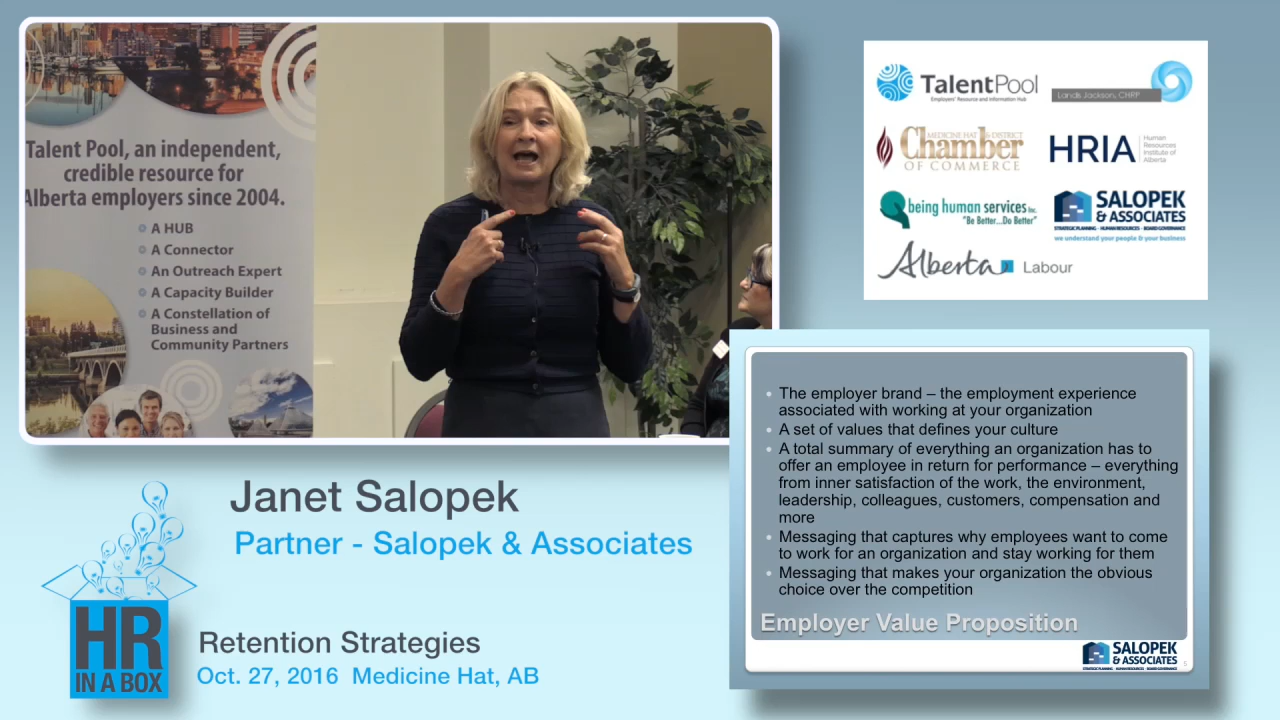 Talent Pool, an independent,
credible resource for
Alberta employers since 2004.
A HUB
A Connector
An Outreach Expert
A Capacity Builder
A Constellation of
Business and
Community Partners
TalentPool
Employers' Resource and Information Hub
Landis Jackson, CHRP
MEDICINE HAT & DISTRICT
Chamber
OF COMMERCE
HRIA
Human
Resources
Institute of
Alberta
being human services Inc.
"Be Better...Do Better"
SALOPEK
& ASSOCIATES
STRATEGIC PLANNING - HUMAN RESOURCES - BOARD GOVERNANCE
we understand your people & your business
Alberta Labour
• The employer brand – the employment experience
associated with working at your organization
• A set of values that defines your culture
• A total summary of everything an organization has to
offer an employee in return for performance – everything
from inner satisfaction of the work, the environment,
leadership, colleagues, customers, compensation and
more
• Messaging that captures why employees want to come
to work for an organization and stay working for them
• Messaging that makes your organization the obvious
choice over the competition
Employer Value Proposition
SALOPEK
& ASSOCIATES
STRATEGIC PLANNING - HUMAN RESOURCES - BOARD GOVERNANCE
5
Janet Salopek
Partner - Salopek & Associates
HR
IN A BOX
Retention Strategies
Oct. 27, 2016 Medicine Hat, AB